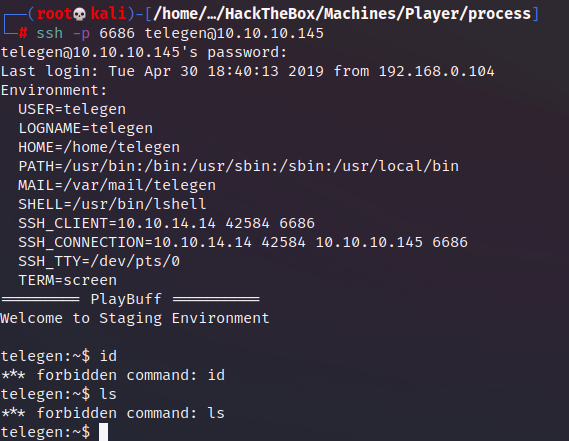 ┌──(root💀kali)-[/home/…/HackTheBox/Machines/Player/process]
└─# ssh -p 6686 telegen@10.10.10.145
telegen@10.10.10.145's password:
Last login: Tue Apr 30 18:40:13 2019 from 192.168.0.104
Environment:
  USER=telegen
  LOGNAME=telegen
  HOME=/home/telegen
  PATH=/usr/bin:/bin:/usr/sbin:/sbin:/usr/local/bin
  MAIL=/var/mail/telegen
  SHELL=/usr/bin/lshell
  SSH_CLIENT=10.10.14.14 42584 6686
  SSH_CONNECTION=10.10.14.14 42584 10.10.10.145 6686
  SSH_TTY=/dev/pts/0
  TERM=screen
========= PlayBuff ==========
Welcome to Staging Environment

telegen:~$ id
*** forbidden command: id
telegen:~$ ls
*** forbidden command: ls
telegen:~$